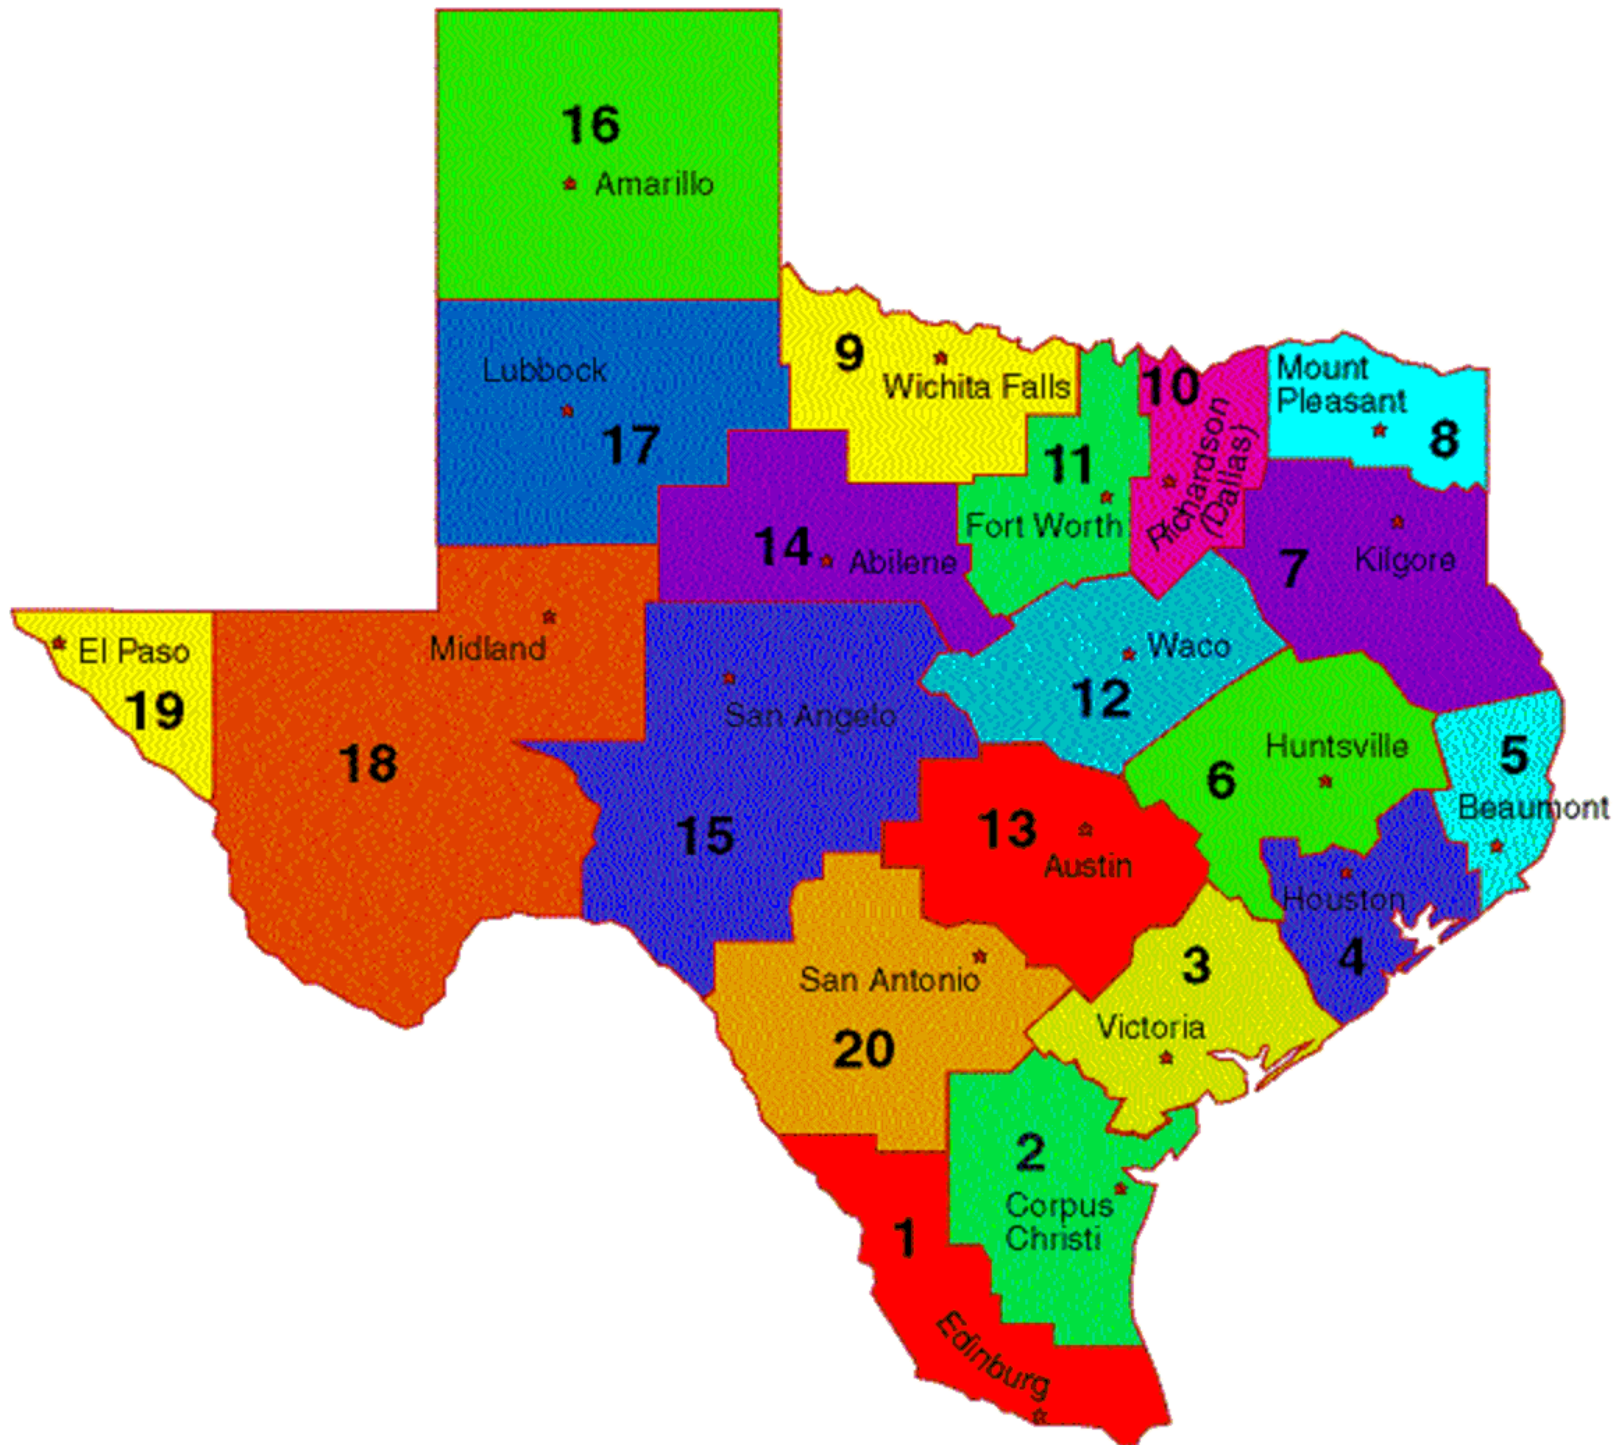 16
Amarillo
Lubbock
17
9
Wichita Falls
10
Richardson
(Dallas)
Mount
Pleasant
8
11
Fort Worth
14
Abilene
7
Kilgore
El Paso
19
Midland
18
San Angelo
15
Waco
12
Huntsville
6
5
Beaumont
13
Austin
Houston
4
San Antonio
20
3
Victoria
2
Corpus
Christi
1
Edinburg